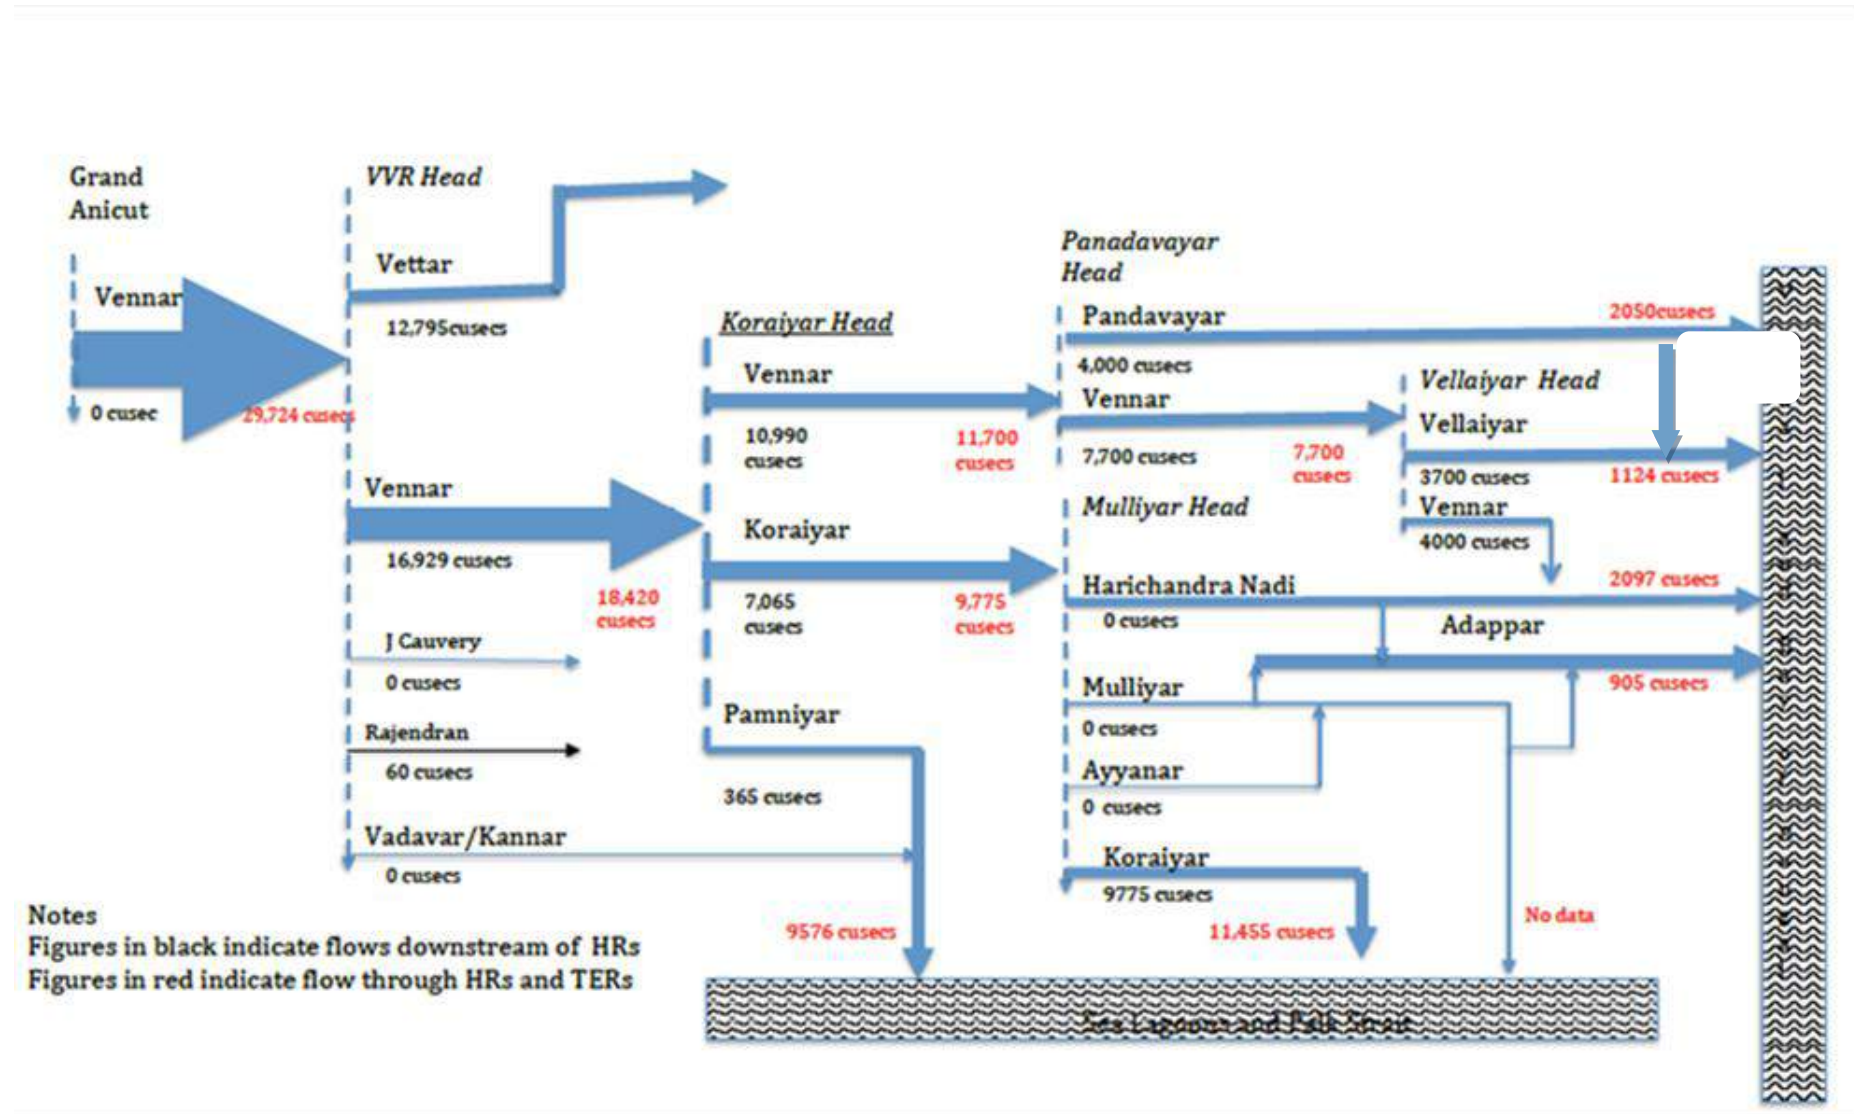 Grand
Anicut
Vennar
0 cusec
29,724 cusecs
VVR Head
Vettar
12,795cusecs
Vennar
16,929 cusecs
18,420
cusecs
J Cauvery
0 cusecs
Rajendran
60 cusecs
Vadavar/Kannar
0 cusecs
Koraiyar Head
Vennar
10,990
cusecs
11,700
cusecs
Koraiyar
7,065
cusecs
9,775
cusecs
Pamniyar
365 cusecs
9576 cusecs
Panadavayar
Head
Pandavayar
2050cusecs
4,000 cusecs
Vennar
7,700 cusecs
7,700
cusecs
Vellaiyar Head
Vellaiyar
3700 cusecs
1124 cusecs
Vennar
4000 cusecs
Mulliyar Head
Harichandra Nadi
0 cusecs
2097 cusecs
Adappar
905 cusecs
Mulliyar
0 cusecs
Ayyanar
0 cusecs
Koraiyar
9775 cusecs
11,455 cusecs
No data
Notes
Figures in black indicate flows downstream of HRs
Figures in red indicate flow through HRs and TERs
Sea Lagoons and Palk Strait